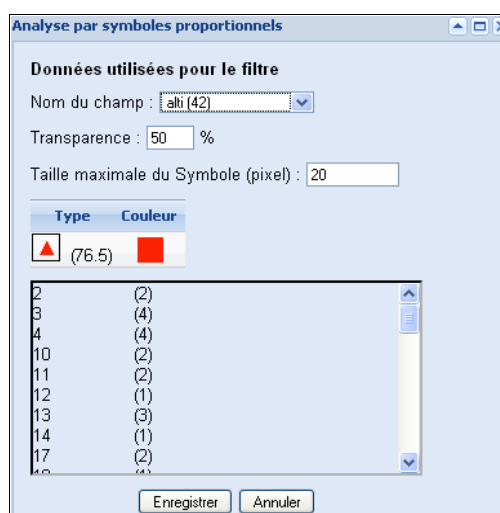 Analyse par symboles proportionnels
Données utilisées pour le filtre
Nom du champ : alti (42)
Transparence : 50 %
Taille maximale du Symbole (pixel) : 20
Type Couleur
(76.5)
2 (2)
3 (4)
4 (4)
10 (2)
11 (2)
12 (1)
13 (3)
14 (1)
17 (2)
Enregistrer Annuler